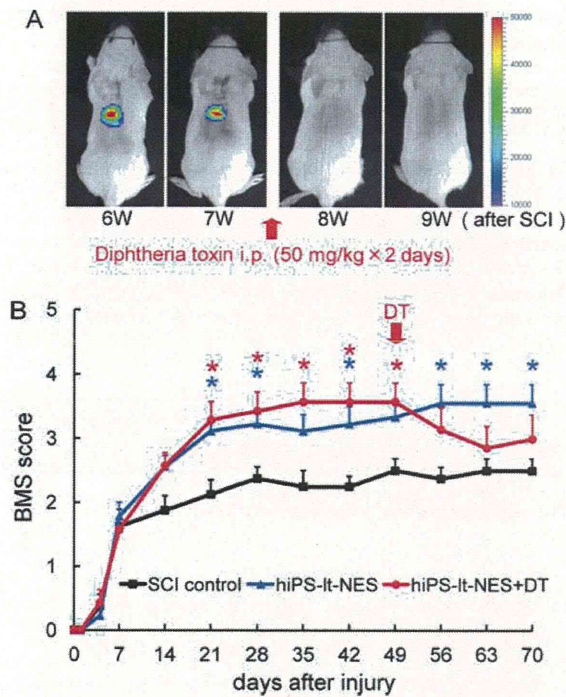 A
50000
40000
30000
20000
10000
6W 7W 8W 9W ( after SCI )
Diphtheria toxin i.p. (50 mg/kg × 2 days)
B
DT
5
4
3
2
1
0
BMS score
* * * * * * * * * * *
SCI control hiPS-lt-NES hiPS-lt-NES+DT
0 7 14 21 28 35 42 49 56 63 70
days after injury